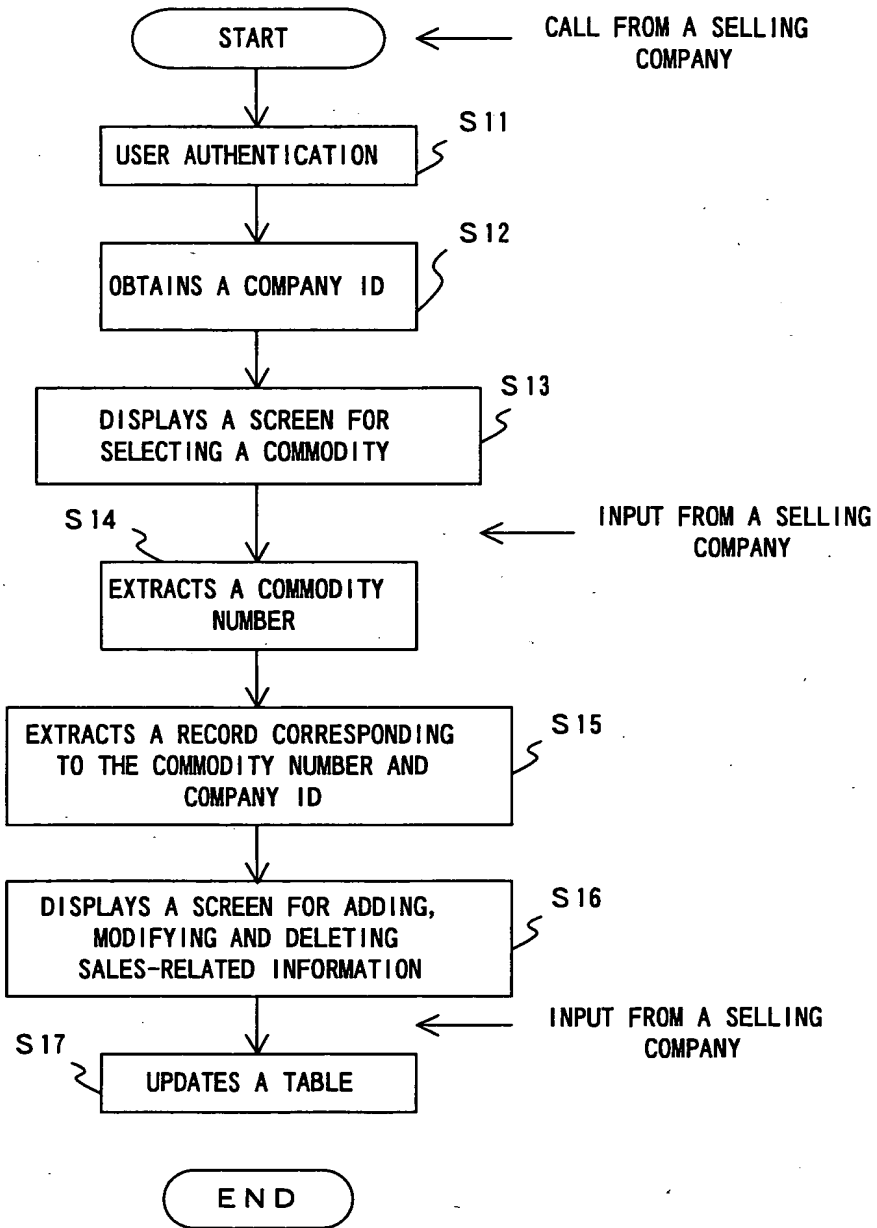 START
CALL FROM A SELLING
COMPANY
S11
USER AUTHENTICATION
S12
OBTAINS A COMPANY ID
S13
DISPLAYS A SCREEN FOR
SELECTING A COMMODITY
INPUT FROM A SELLING
COMPANY
S14
EXTRACTS A COMMODITY
NUMBER
S15
EXTRACTS A RECORD CORRESPONDING
TO THE COMMODITY NUMBER AND
COMPANY ID
S16
DISPLAYS A SCREEN FOR ADDING,
MODIFYING AND DELETING
SALES-RELATED INFORMATION
INPUT FROM A SELLING
COMPANY
S17
UPDATES A TABLE
END